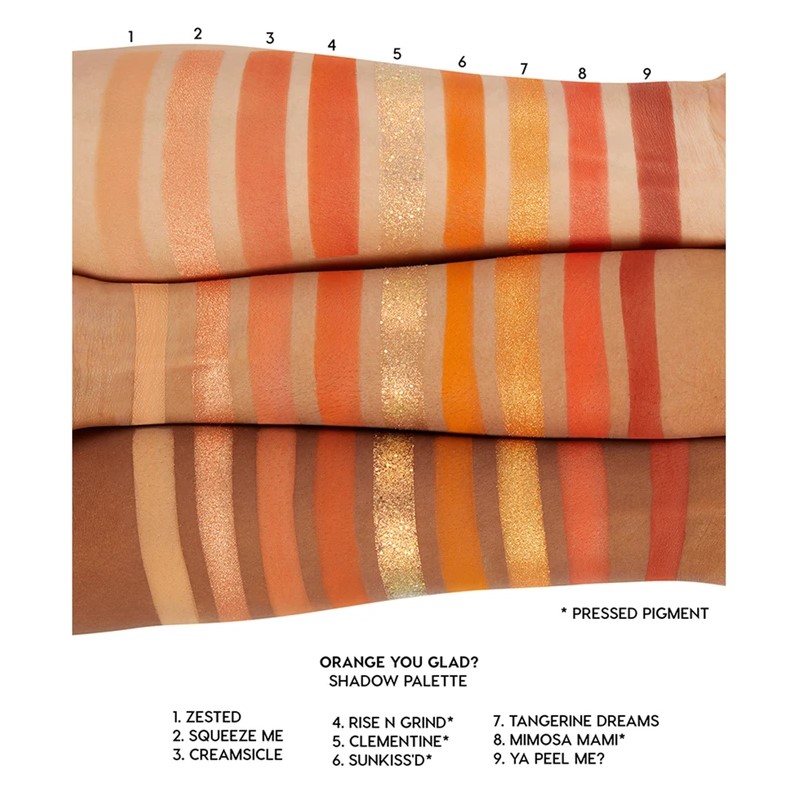 1 2 3 4 5 6 7 8 9
* PRESSED PIGMENT
ORANGE YOU GLAD?
SHADOW PALETTE
1. ZESTED
2. SQUEEZE ME
3. CREAMSICLE
4. RISE N GRIND*
5. CLEMENTINE*
6. SUNKISS'D*
7. TANGERINE DREAMS
8. MIMOSA MAMI*
9. YA PEEL ME?